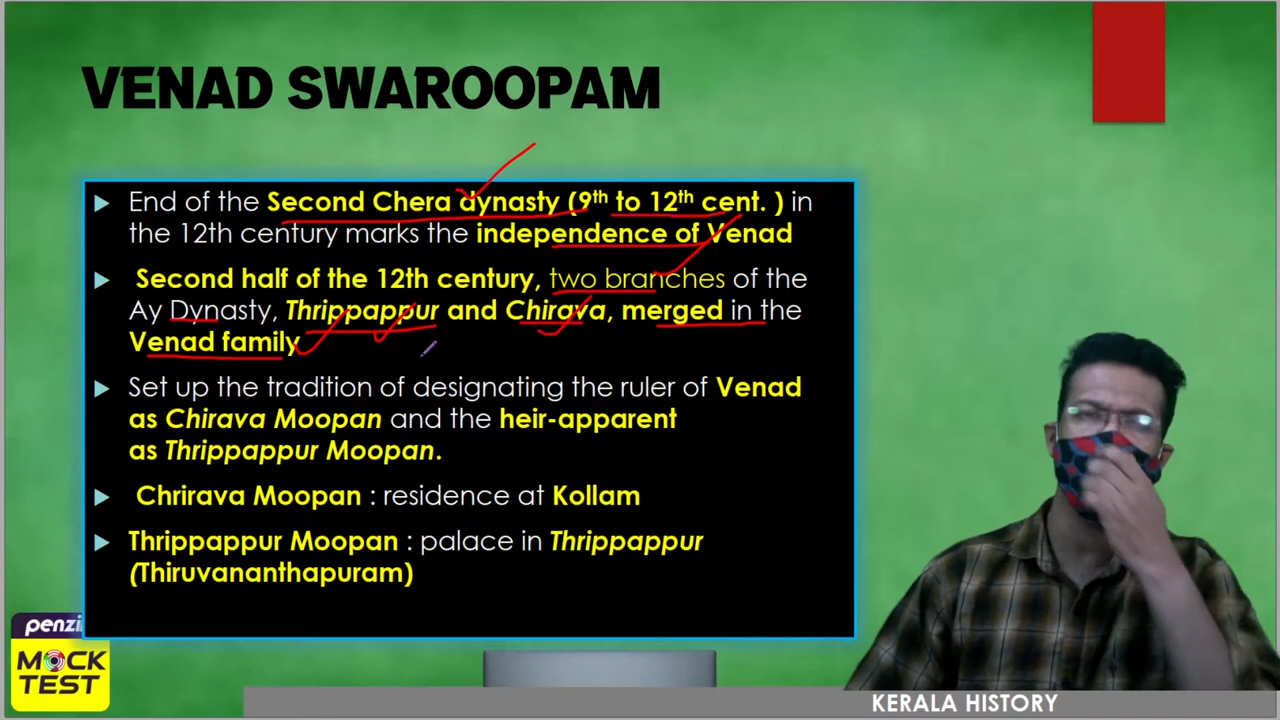 VENAD SWAROOPAM
End of the Second Chera dynasty (9th to 12th cent. ) in
the 12th century marks the independence of Venad
Second half of the 12th century, two branches of the
Ay Dynasty, Thrippappur and Chirava, merged in the
Venad family
Set up the tradition of designating the ruler of Venad
as Chirava Moopan and the heir-apparent
as Thrippappur Moopan.
Chrirava Moopan : residence at Kollam
Thrippappur Moopan : palace in Thrippappur
(Thiruvananthapuram)
MOCK
TEST
KERALA HISTORY